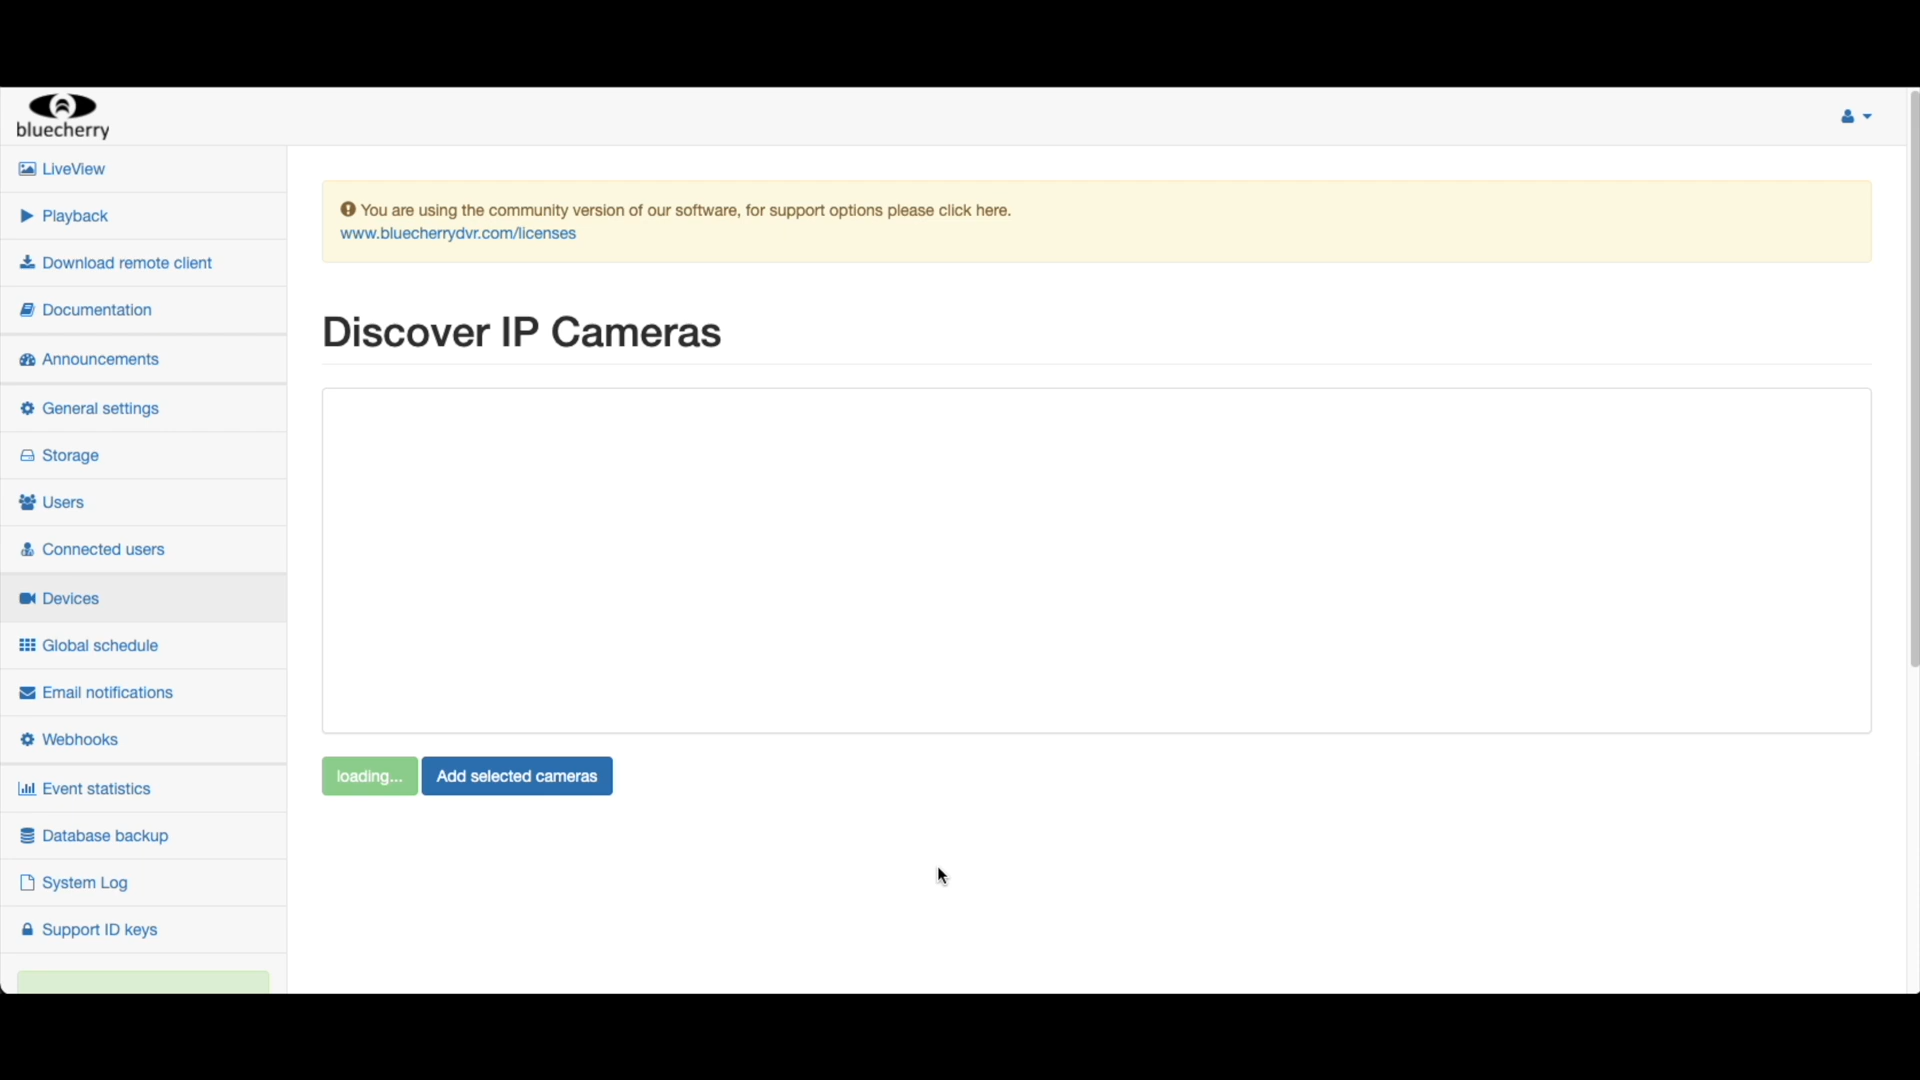 bluecherry
LiveView
Playback
Download remote client
Documentation
Announcements
General settings
Storage
Users
Connected users
Devices
Global schedule
Email notifications
Webhooks
Event statistics
Database backup
System Log
Support ID keys
You are using the community version of our software, for support options please click here.
www.bluecherrydvr.com/licenses
Discover IP Cameras
loading...
Add selected cameras